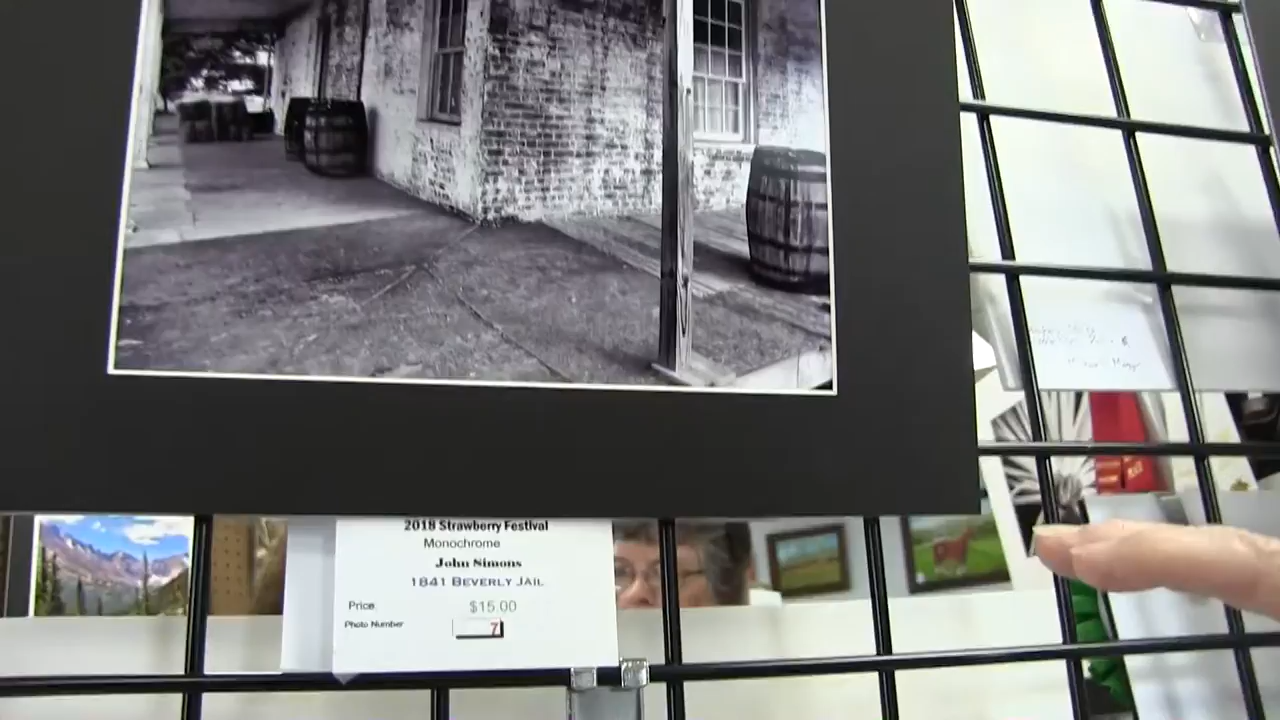 2018 Strawberry Festival
Monochrome
John Simons
1841 BEVERLY JAIL
Price $15.00
Photo Number 7